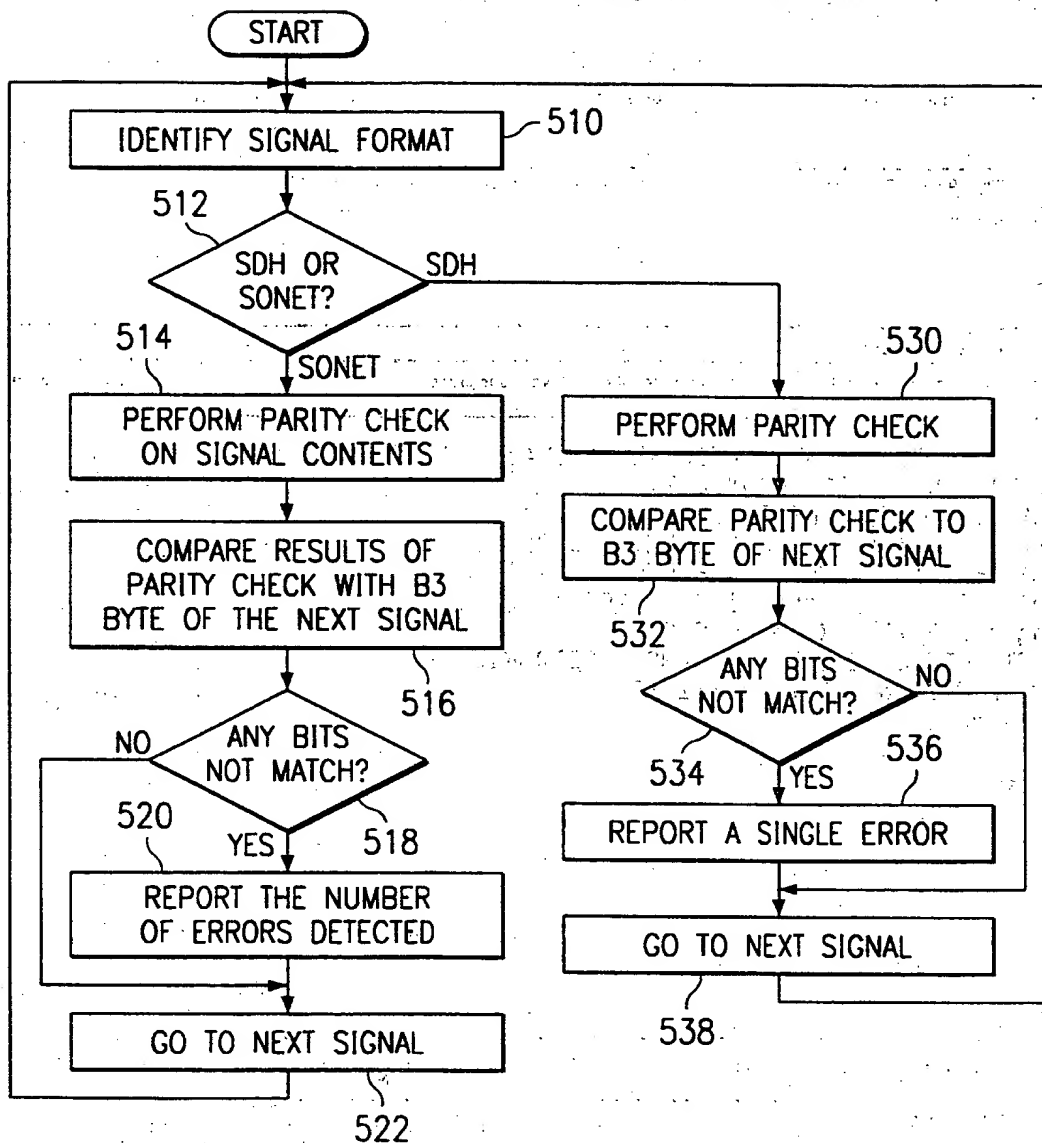 START
IDENTIFY SIGNAL FORMAT
510
512
SDH OR
SONET?
SDH
SONET
514
PERFORM PARITY CHECK
ON SIGNAL CONTENTS
COMPARE RESULTS OF
PARITY CHECK WITH B3
BYTE OF THE NEXT SIGNAL
516
ANY BITS
NOT MATCH?
NO
YES
518
520
REPORT THE NUMBER
OF ERRORS DETECTED
GO TO NEXT SIGNAL
522
530
PERFORM PARITY CHECK
COMPARE PARITY CHECK TO
B3 BYTE OF NEXT SIGNAL
532
ANY BITS
NOT MATCH?
NO
534
YES
536
REPORT A SINGLE ERROR
GO TO NEXT SIGNAL
538